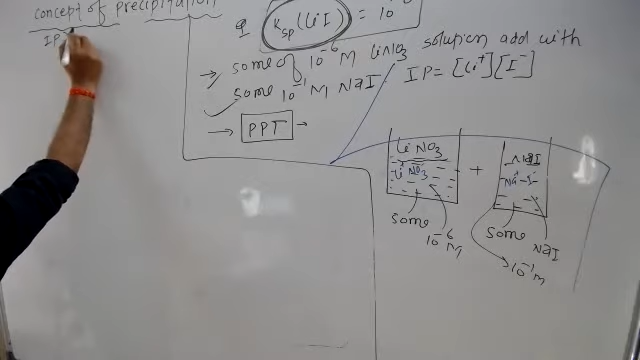 concept of precipitation
IP
Q Ksp (LiI) = 10
→ some of 10⁻⁶ M LiNO3 solution add with
some 10⁻¹ M NaI
IP = [Li⁺] [I⁻]
→ PPT →
LiNO3
Li NO3
+
NaI
Na⁺ I⁻
some
10⁻⁶ M
some
NaI
10⁻¹ M